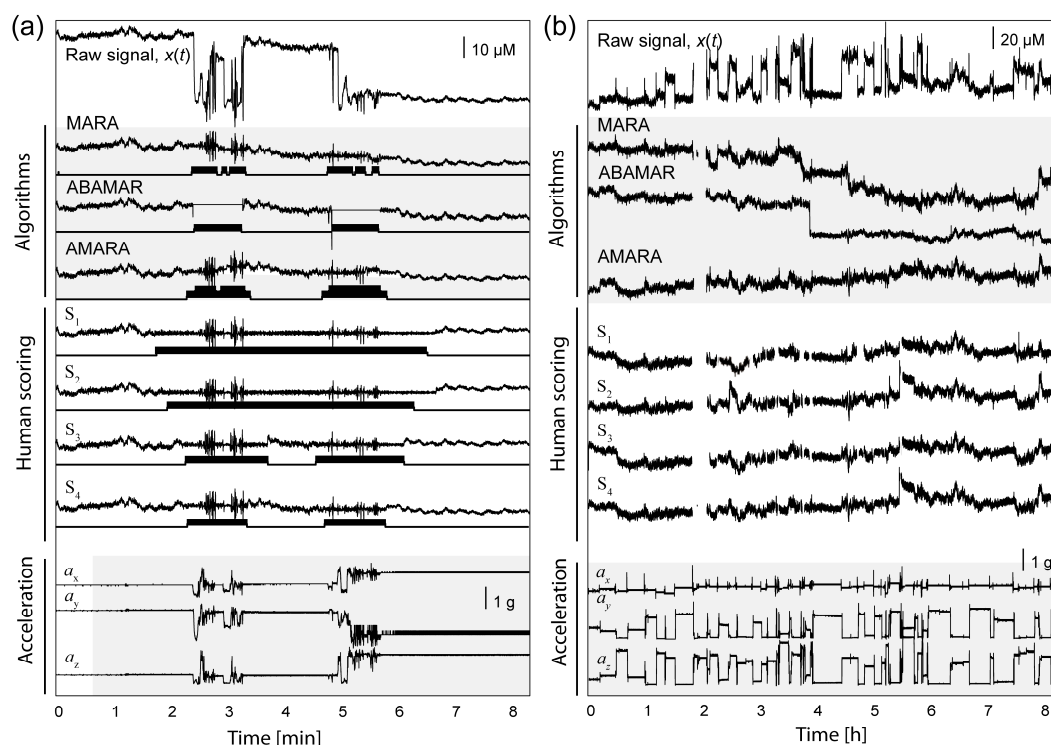 (a)
Raw signal, x(t)
10 µM
Algorithms
MARA
ABAMAR
AMARA
Human scoring
S1
S2
S3
S4
Acceleration
ax
ay
az
1 g
0 1 2 3 4 5 6 7 8
Time [min]
(b)
Raw signal, x(t)
20 µM
Algorithms
MARA
ABAMAR
AMARA
Human scoring
S1
S2
S3
S4
Acceleration
1 g
ax
ay
az
0 1 2 3 4 5 6 7 8
Time [h]